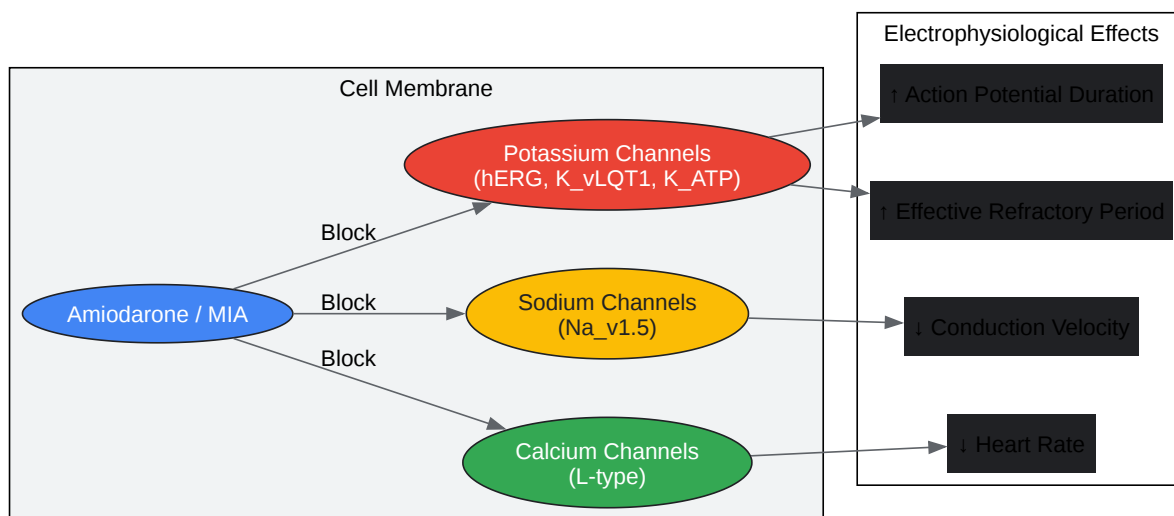 Electrophysiological Effects
Cell Membrane
↑ Action Potential Duration
Potassium Channels
(hERG, K_vLQT1, K_ATP)
↑ Effective Refractory Period
Block
Amiodarone / MIA
Block
Sodium Channels
(Na_v1.5)
↓ Conduction Velocity
Block
Calcium Channels
(L-type)
↓ Heart Rate